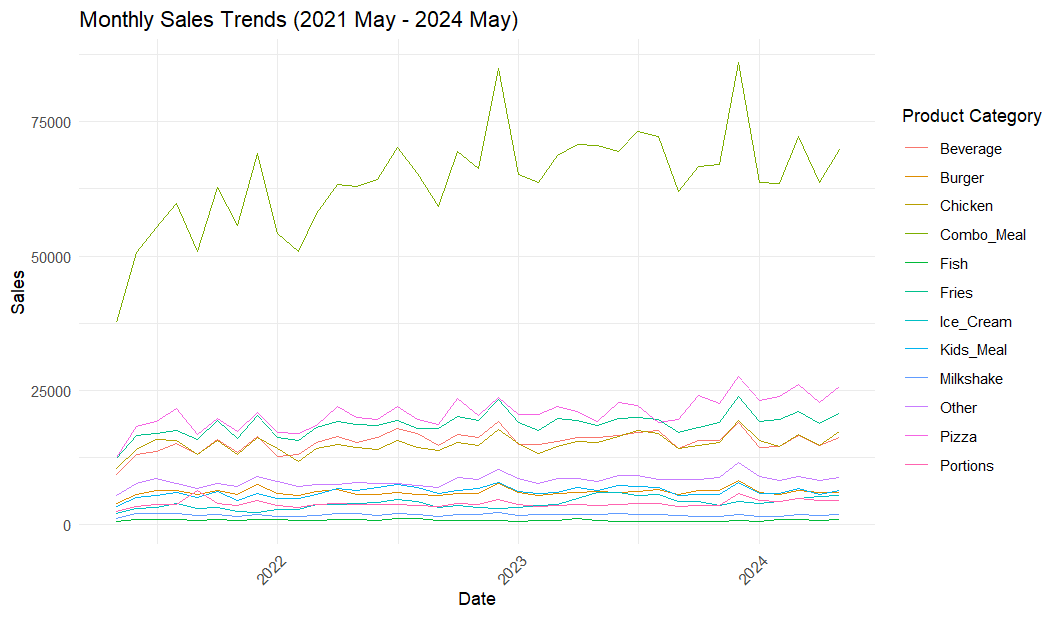 Monthly Sales Trends (2021 May - 2024 May)
75000
50000
25000
0
Sales
2022
2023
2024
Date
Product Category
Beverage
Burger
Chicken
Combo_Meal
Fish
Fries
Ice_Cream
Kids_Meal
Milkshake
Other
Pizza
Portions